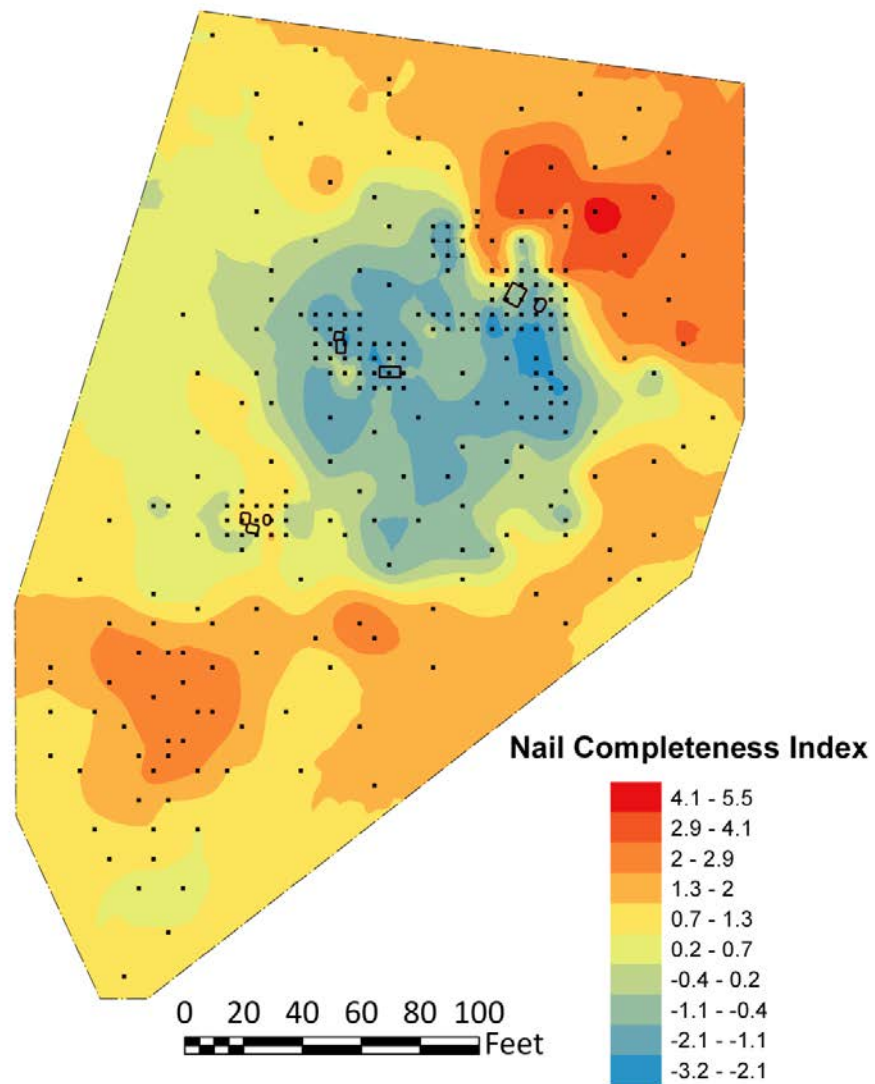 Nail Completeness Index
4.1 - 5.5
2.9 - 4.1
2 - 2.9
1.3 - 2
0.7 - 1.3
0.2 - 0.7
-0.4 - 0.2
-1.1 - -0.4
-2.1 - -1.1
-3.2 - -2.1
0 20 40 60 80 100
Feet